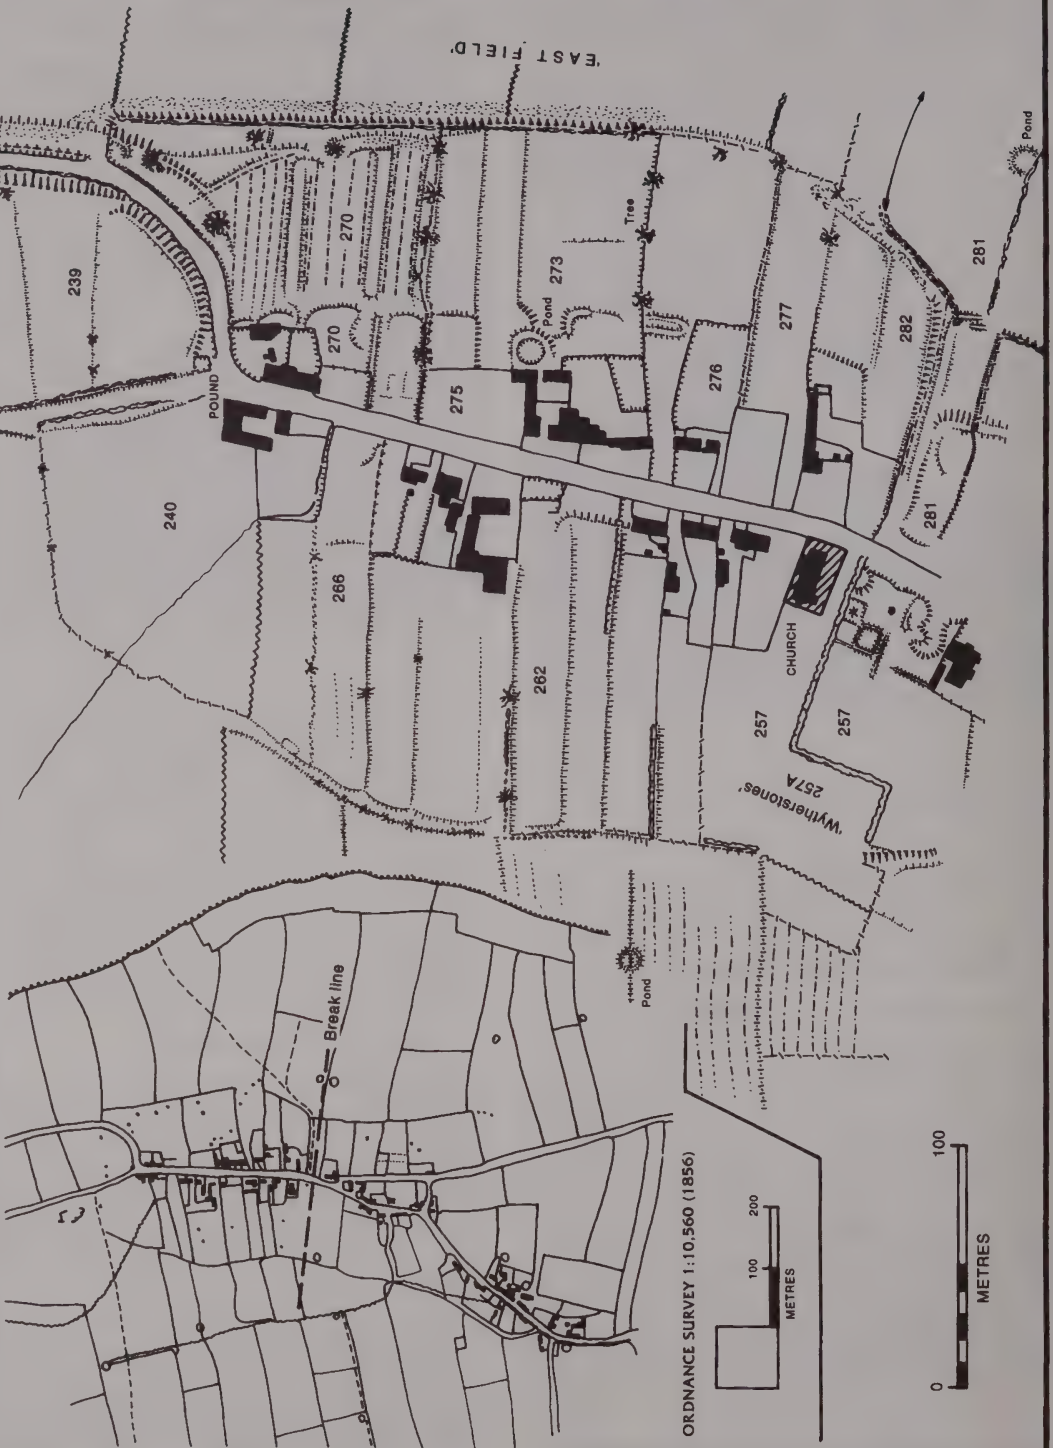 'EAST FIELD'
239
270
270
POUND
240
275
273
Pond
Tree
276
277
282
281
281
Pond
266
262
CHURCH
257
257
'Wytherstones'
257A
Pond
Break line
ORDNANCE SURVEY 1:10,560 (1856)
100
200
METRES
0
100
METRES